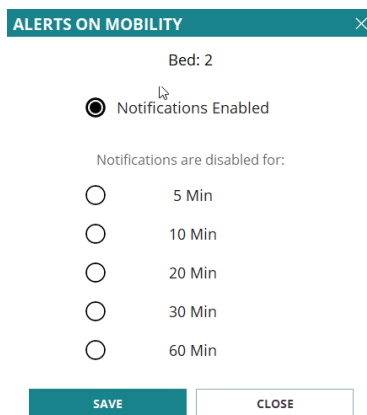 ALERTS ON MOBILITY
Bed: 2
Notifications Enabled
Notifications are disabled for:
5 Min
10 Min
20 Min
30 Min
60 Min
SAVE CLOSE